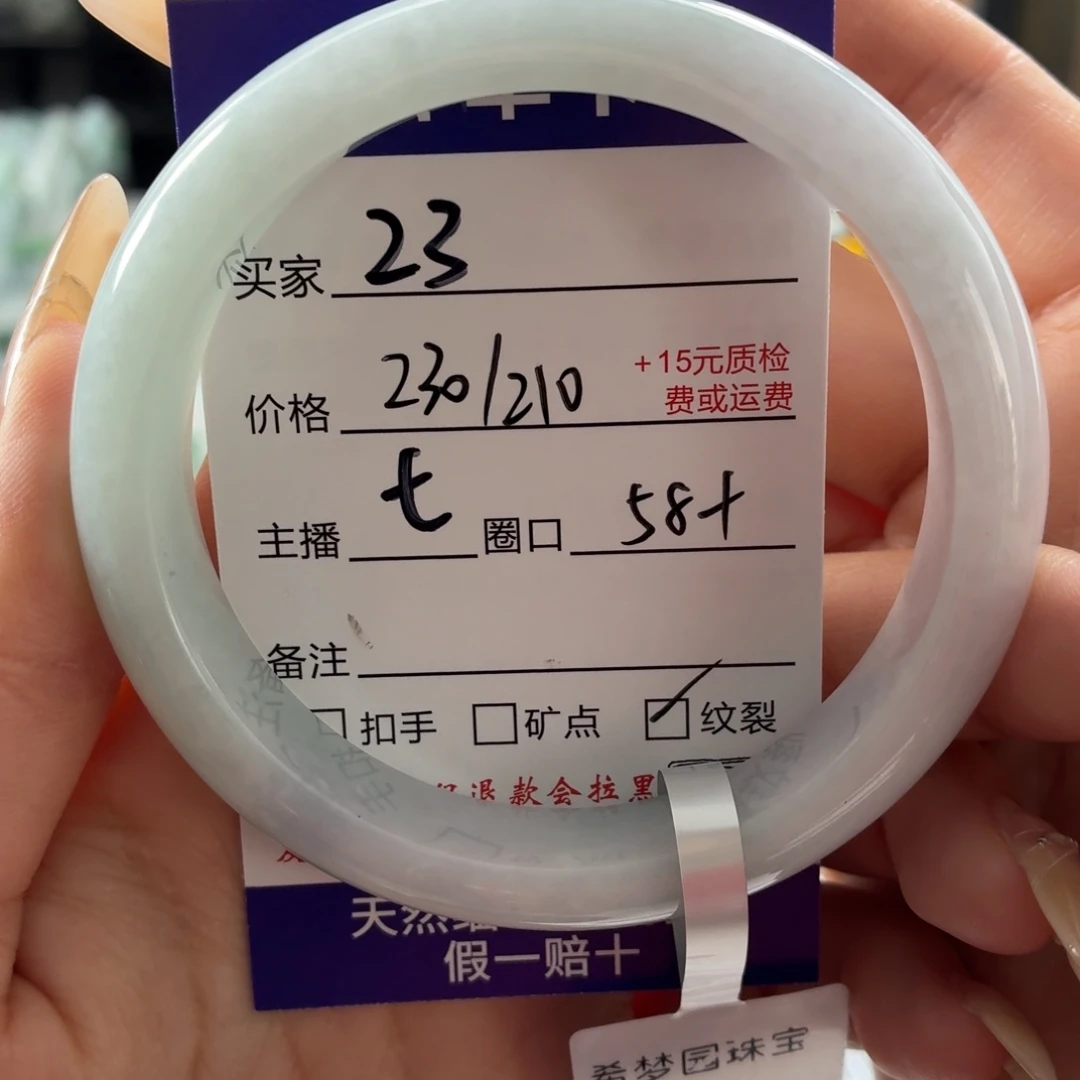 买家 23
价格 230/210 +15元质检
费或运费
主播 七 圈口 58+
备注
扣手 矿点 纹裂
退款会拉黑
天然
假一赔十
希梦园珠宝